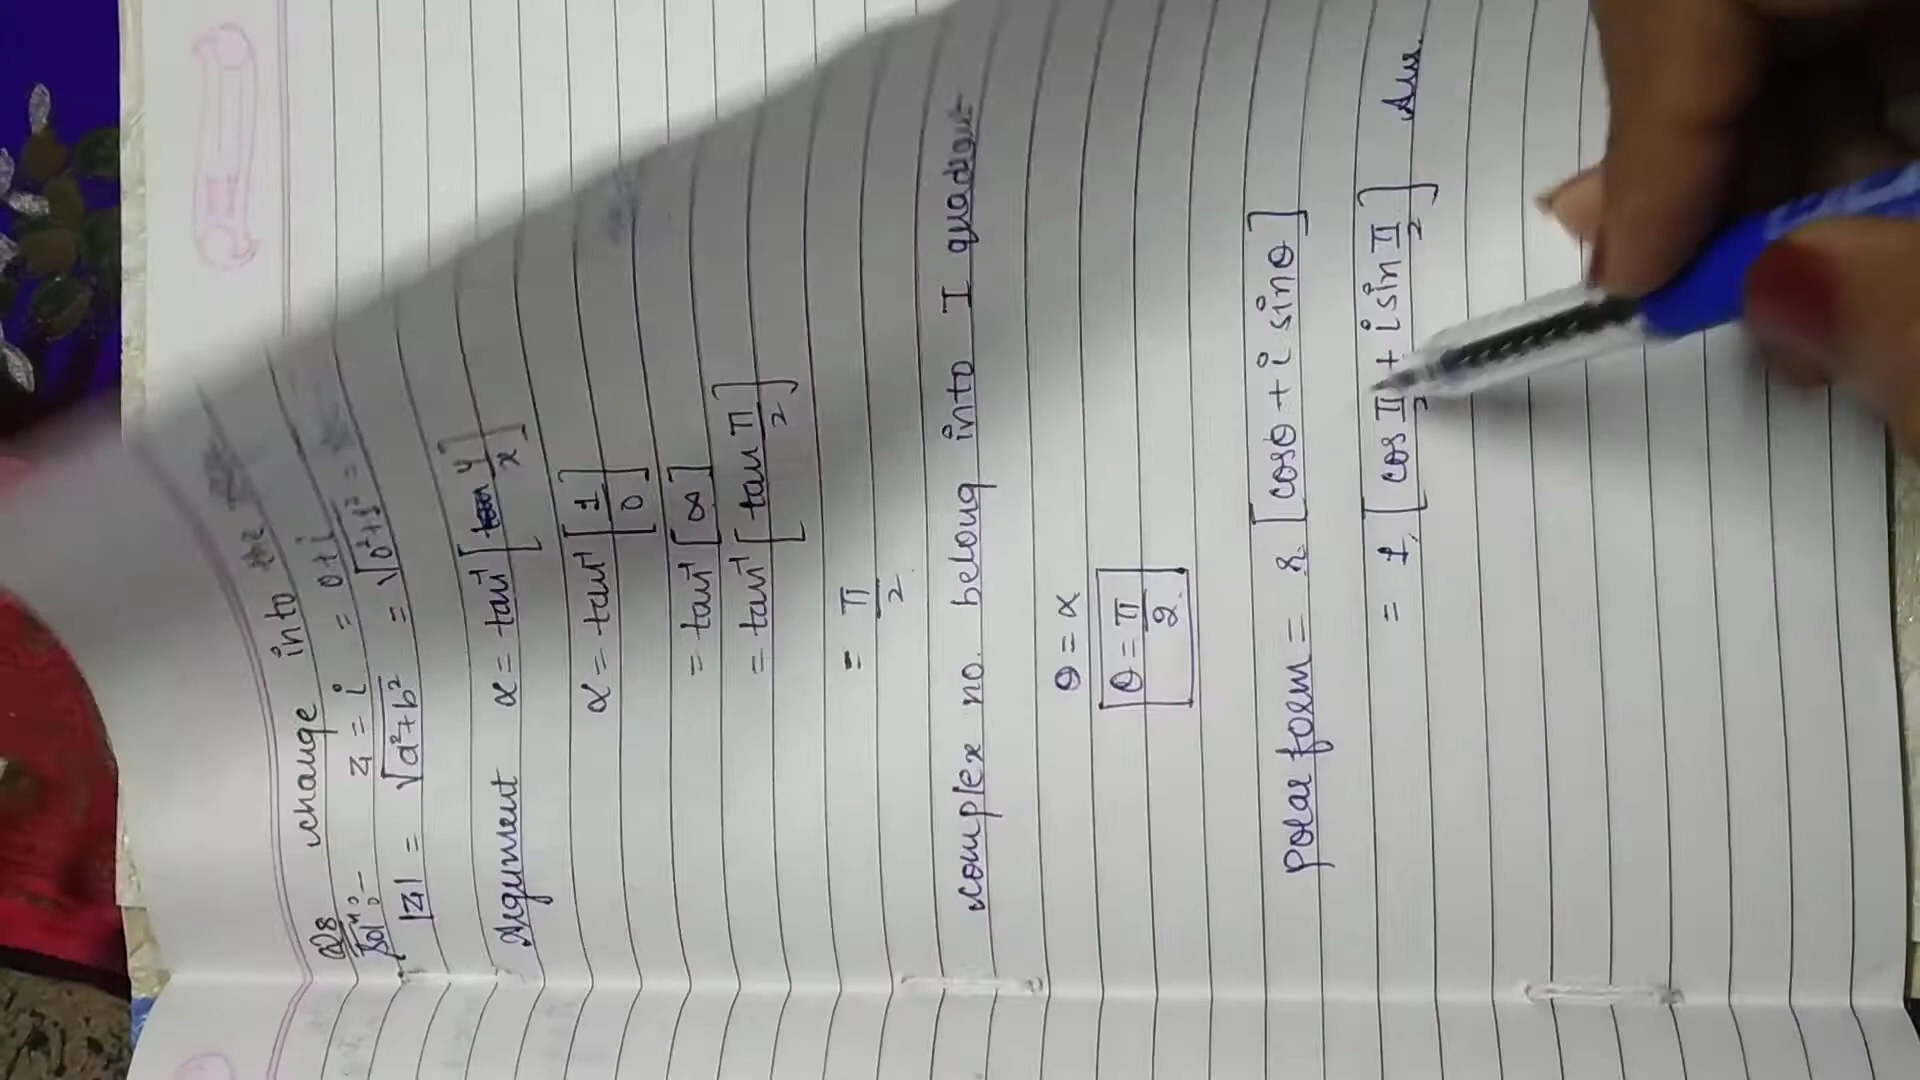 Q8 change into the
Solⁿ:- z = i = 0+i
|z| = √a²+b² = √0²+1² =
Argument α = tan⁻¹[y/x]
α = tan⁻¹[1/0]
= tan⁻¹[∞]
= tan⁻¹[tan π/2]
= π/2
complex no. belong into I quadrant
θ = α
θ = π/2
Polar form = r [cosθ + i sinθ]
= 1. [cos π/2 + i sin π/2] Ans.